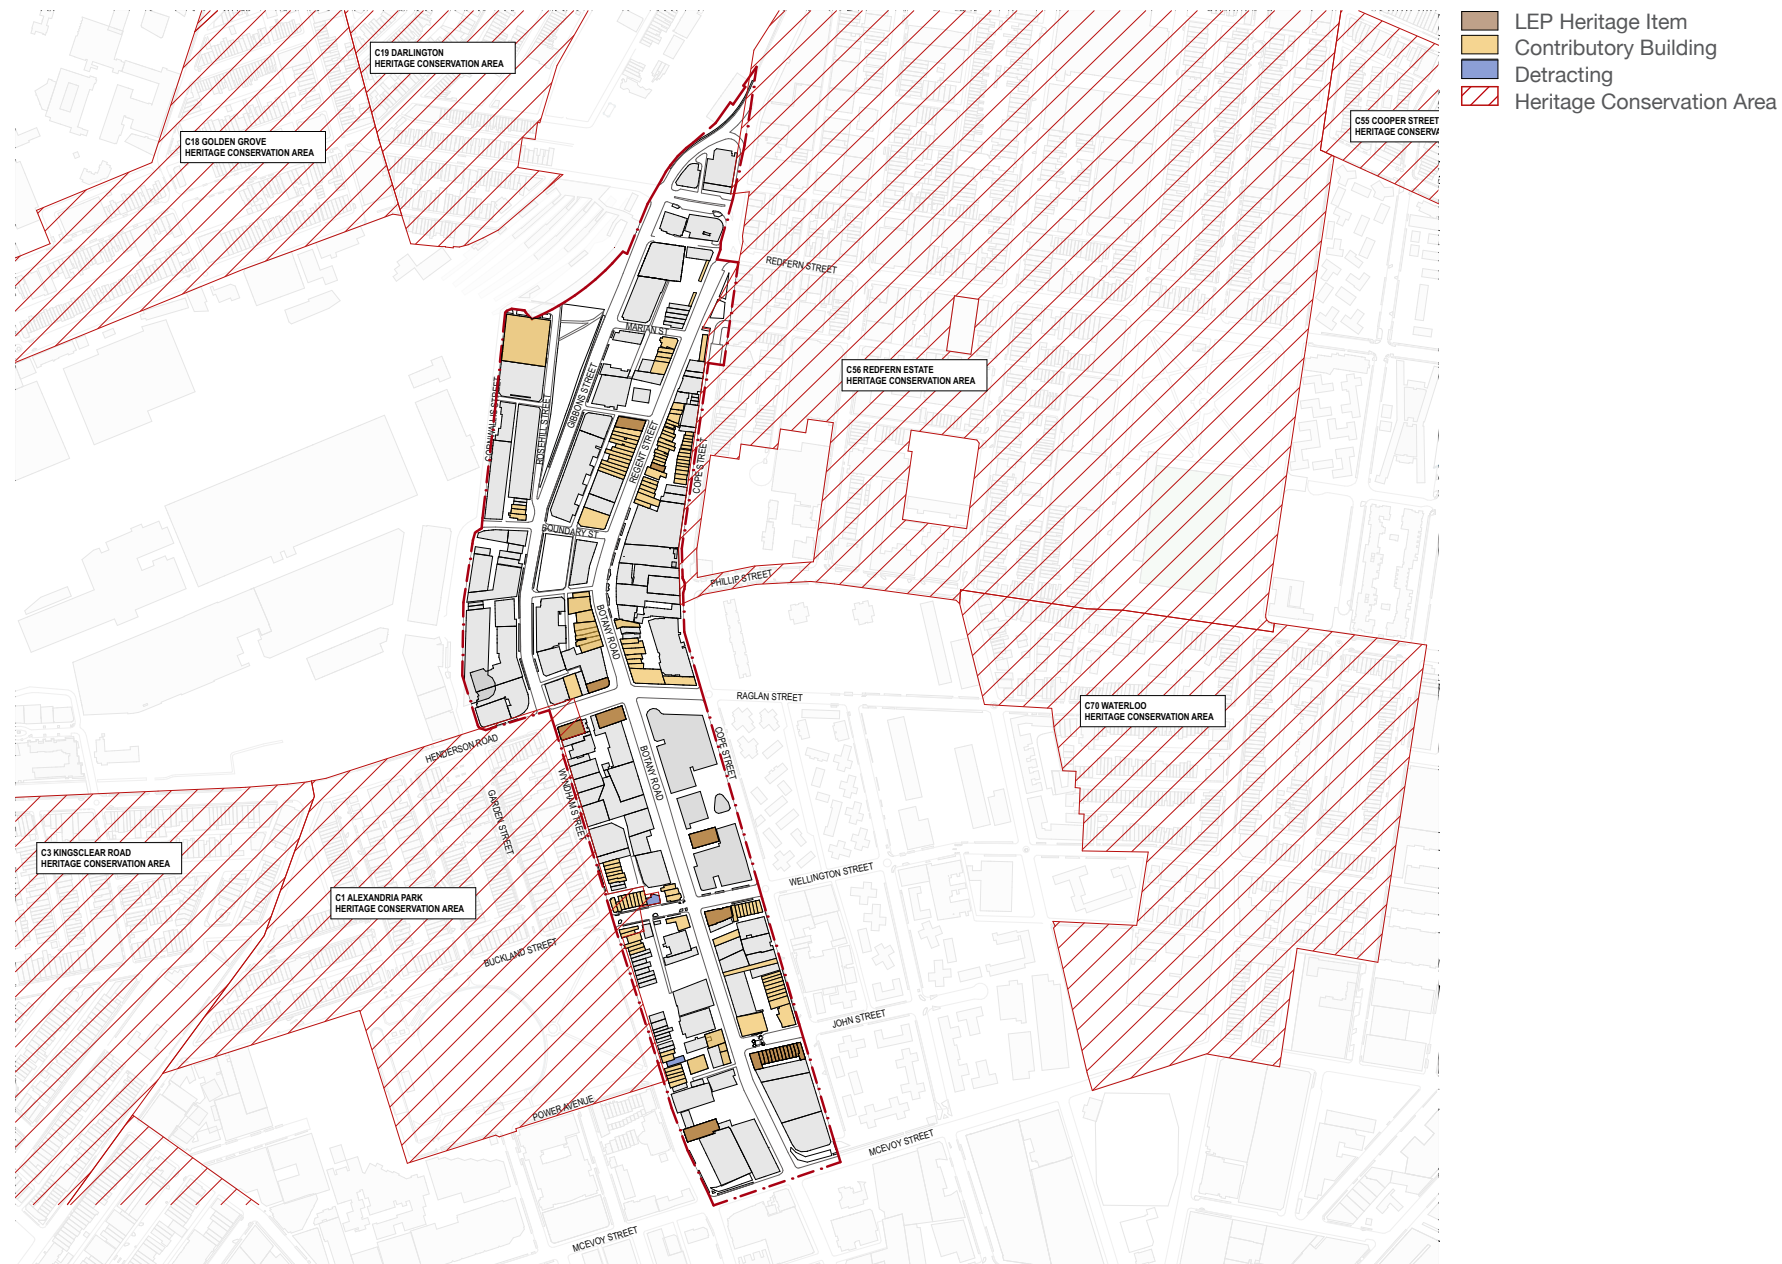 LEP Heritage Item
Contributory Building
Detracting
Heritage Conservation Area
C19 DARLINGTON
HERITAGE CONSERVATION AREA
C55 COOPER STREET
HERITAGE CONSERVA
C18 GOLDEN GROVE
HERITAGE CONSERVATION AREA
REDFERN STREET
MARIAN ST
C56 REDFERN ESTATE
HERITAGE CONSERVATION AREA
CORNWALLIS STREET
ROSEHILL STREET
GIBBONS STREET
REGENT STREET
COPE STREET
BOUNDARY ST
PHILLIP STREET
BOTANY ROAD
RAGLAN STREET
C70 WATERLOO
HERITAGE CONSERVATION AREA
HENDERSON ROAD
COPE STREET
BOTANY ROAD
WYNDHAM STREET
GARDEN STREET
C3 KINGSCLEAR ROAD
HERITAGE CONSERVATION AREA
WELLINGTON STREET
C1 ALEXANDRIA PARK
HERITAGE CONSERVATION AREA
BUCKLAND STREET
JOHN STREET
POWER AVENUE
MCEVOY STREET
MCEVOY STREET